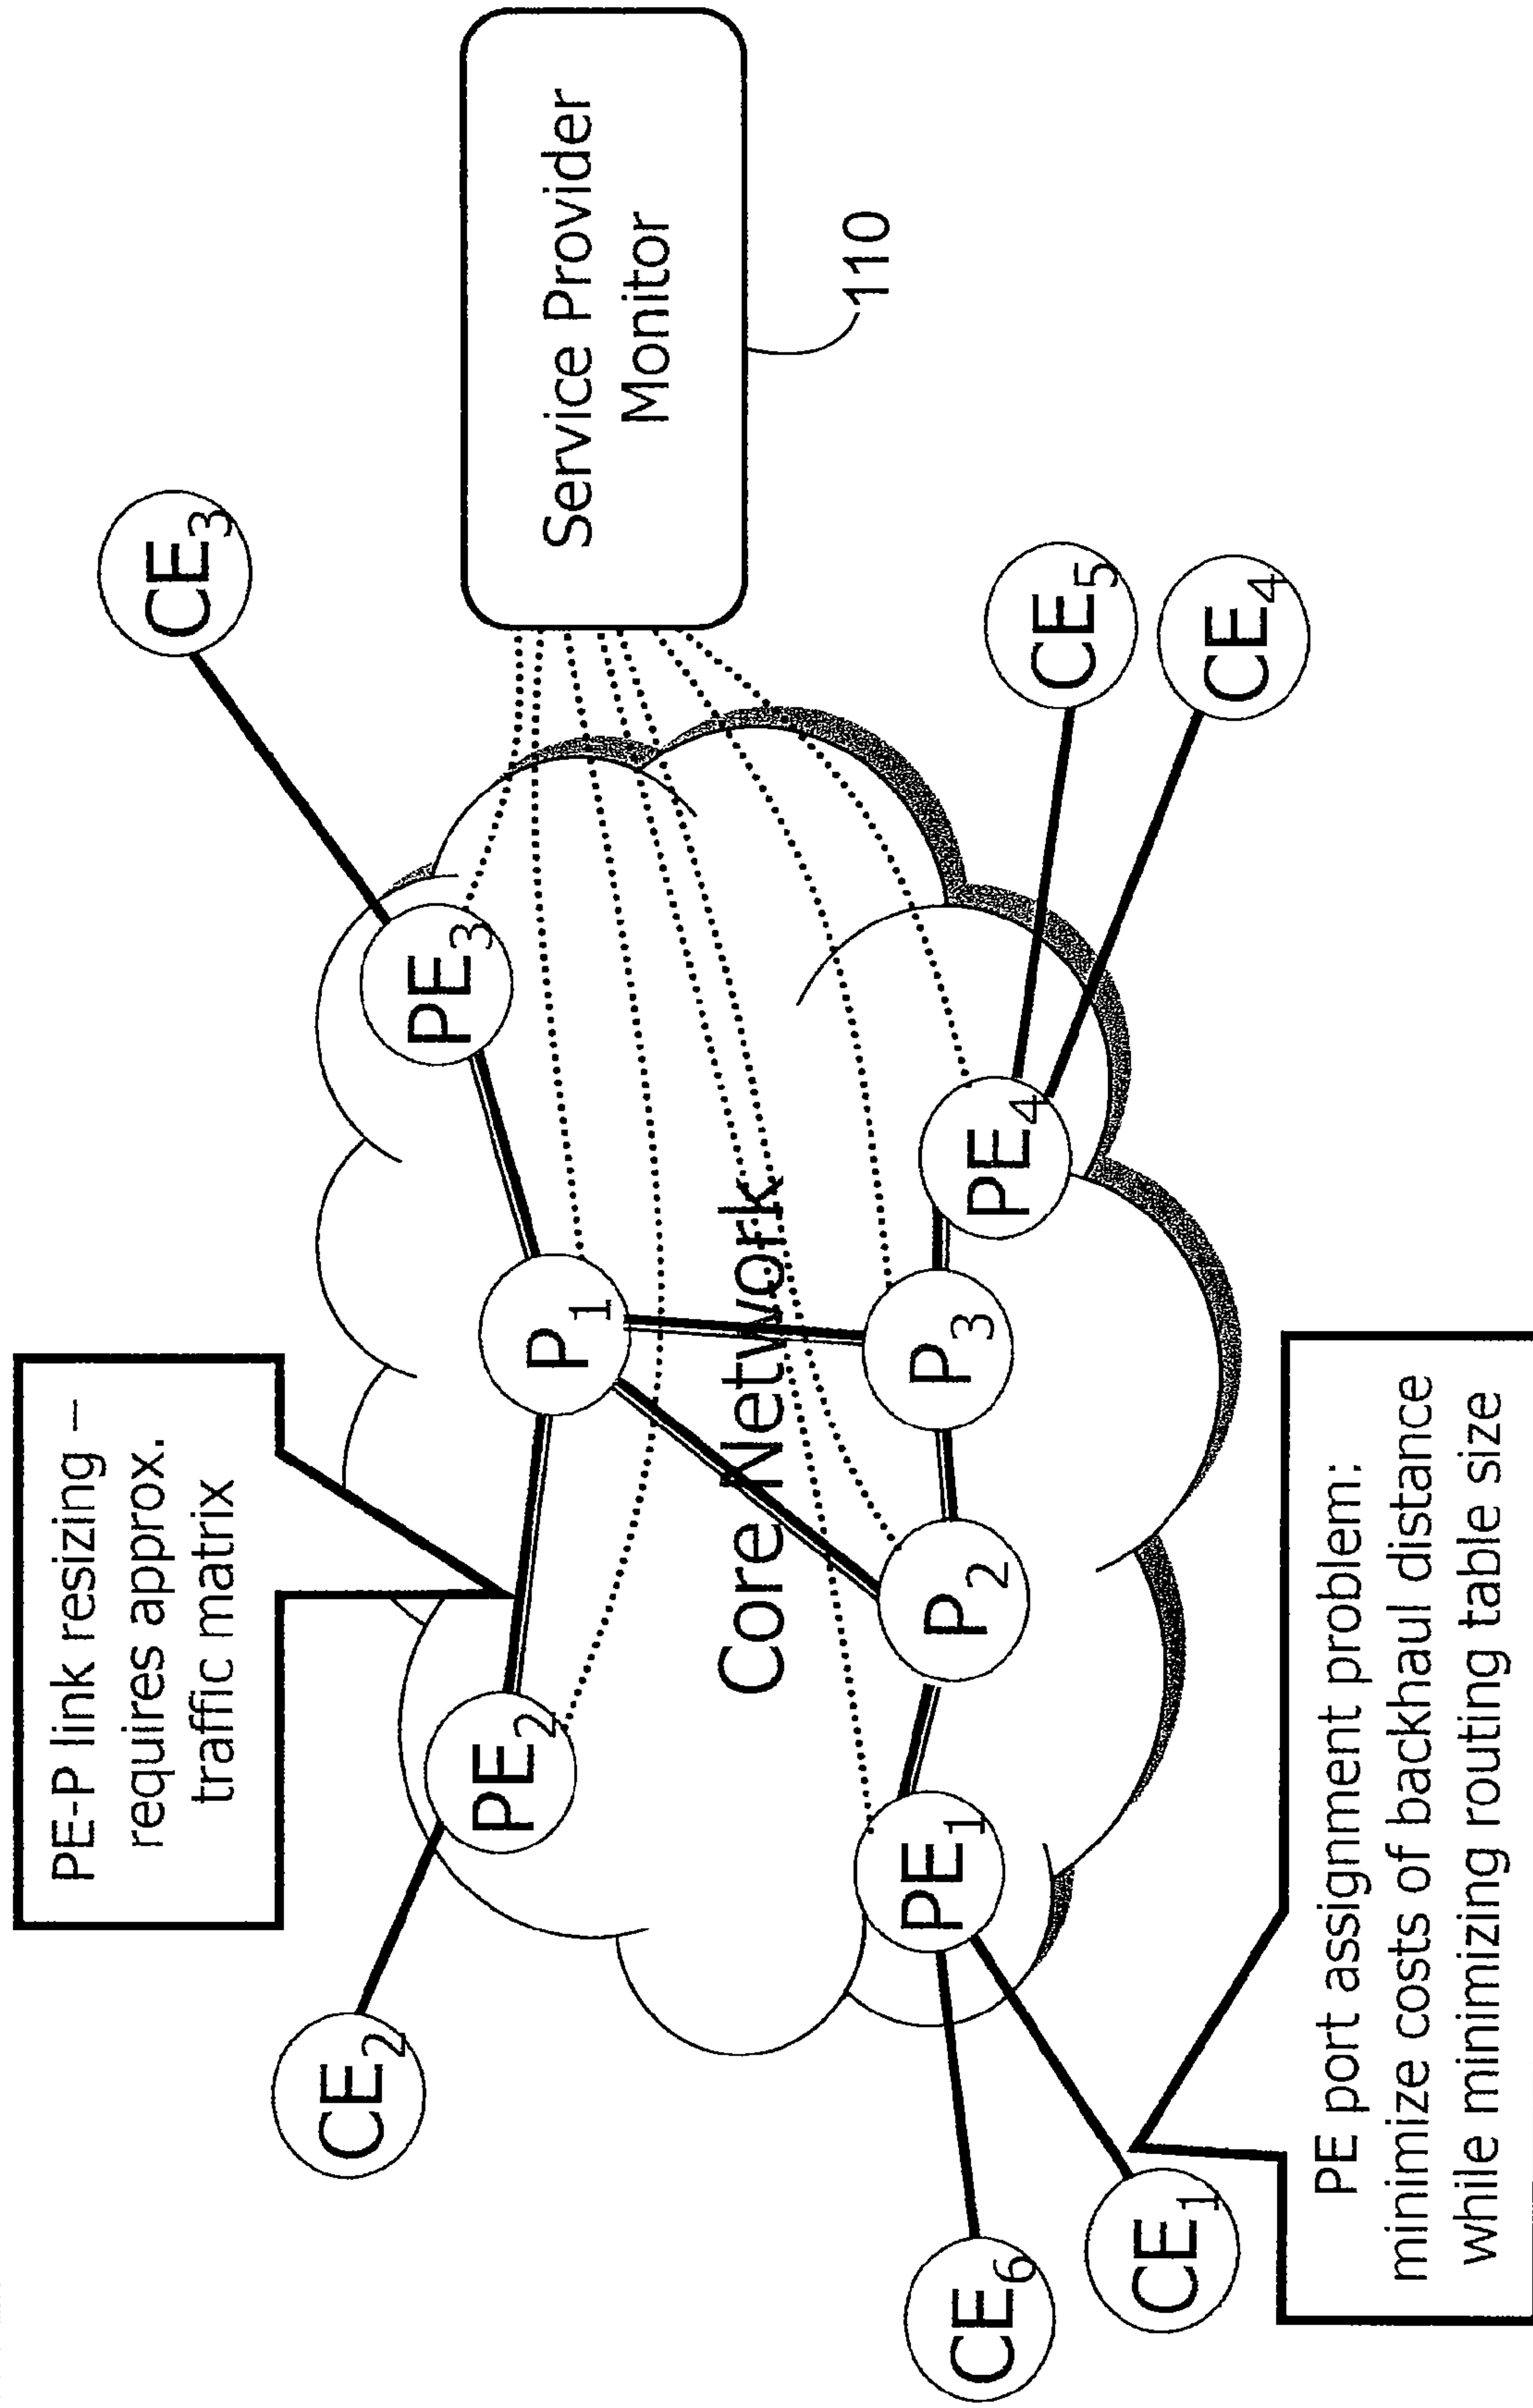 PE-P link resizing –
requires approx.
traffic matrix
CE2
PE2
P1
PE3
CE3
Service Provider
Monitor
110
Core Network
CE6
CE1
PE1
P2
P3
PE4
CE5
CE4
PE port assignment problem:
minimize costs of backhaul distance
while minimizing routing table size